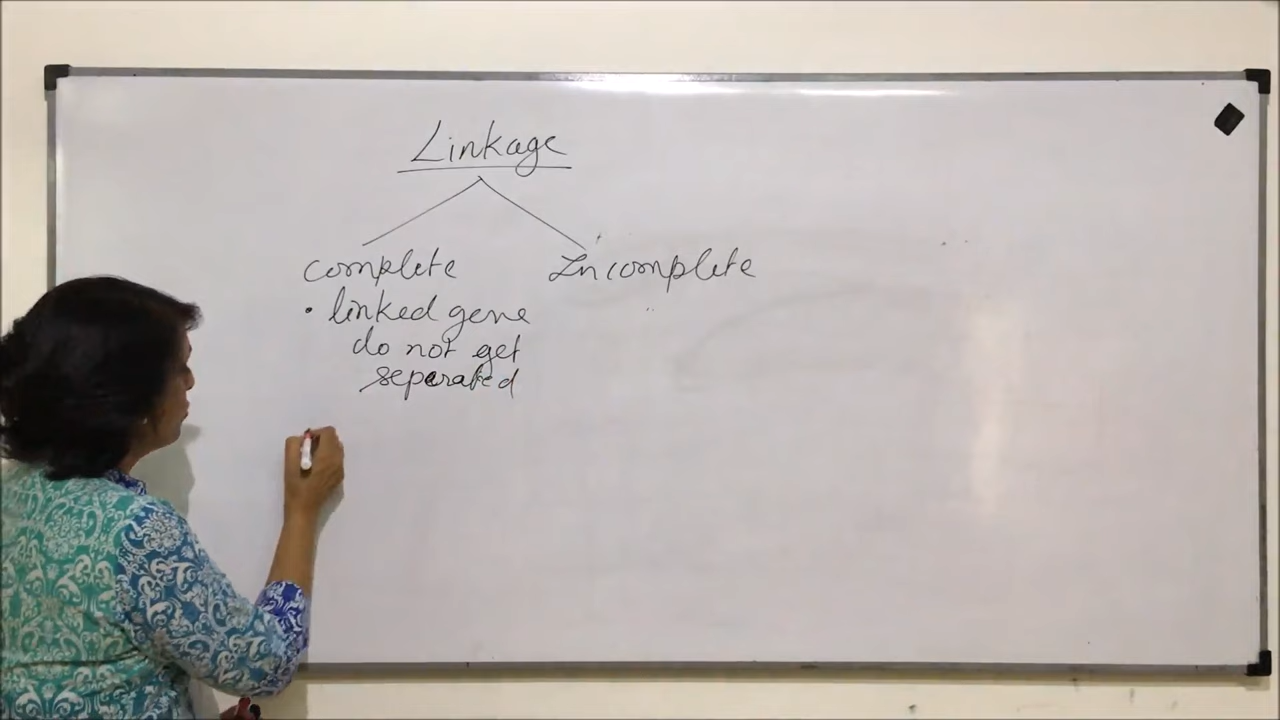 Linkage
complete
Incomplete
• linked gene
do not get
separated